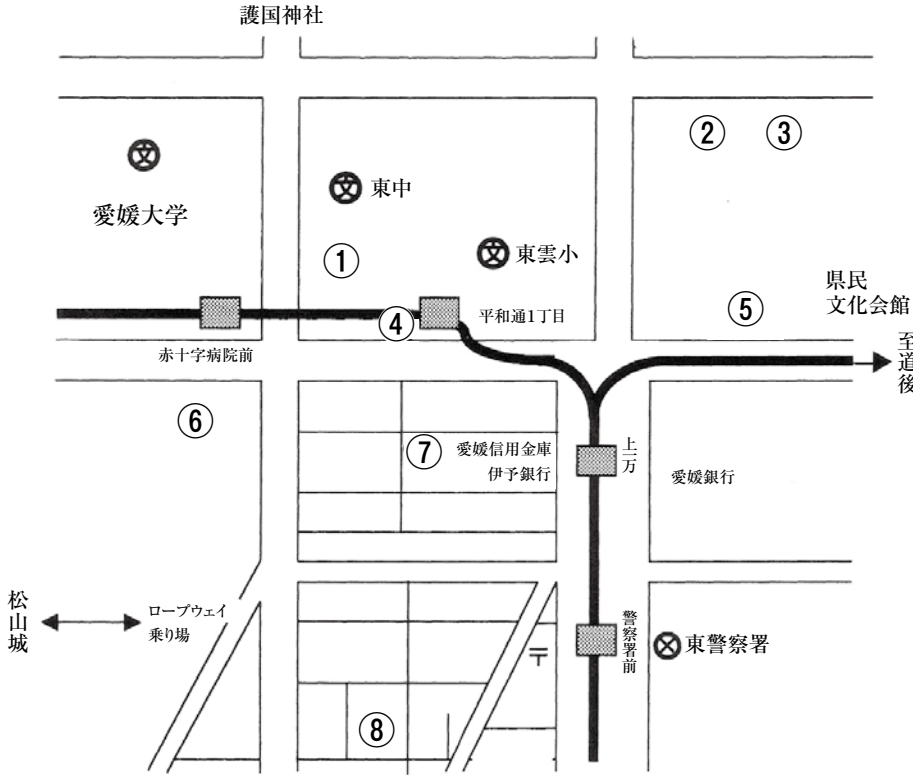 護国神社
②
③
文
愛媛大学
文
東中
①
文
東雲小
④
平和通1丁目
⑤
県民
文化会館
至道後
赤十字病院前
⑥
⑦
愛媛信用金庫
伊予銀行
上一万
愛媛銀行
松山城
ロープウェイ
乗り場
〒
警察署前
東警察署
⑧